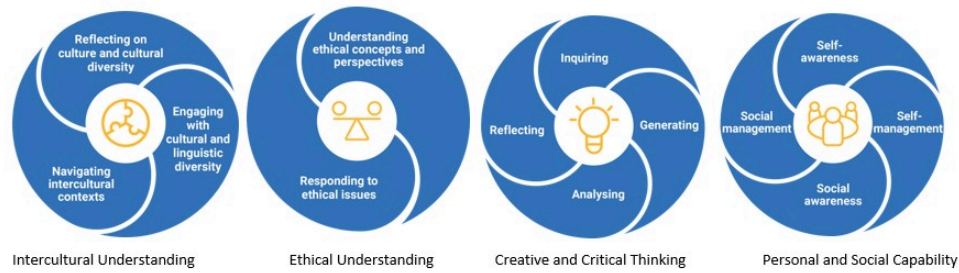 Reflecting on
culture and cultural
diversity
Engaging
with
cultural and
linguistic
diversity
Navigating
intercultural
contexts
Intercultural Understanding
Understanding
ethical concepts and
perspectives
Responding to
ethical issues
Ethical Understanding
Inquiring
Generating
Analysing
Reflecting
Creative and Critical Thinking
Self-
awareness
Self-
management
Social
awareness
Social
management
Personal and Social Capability